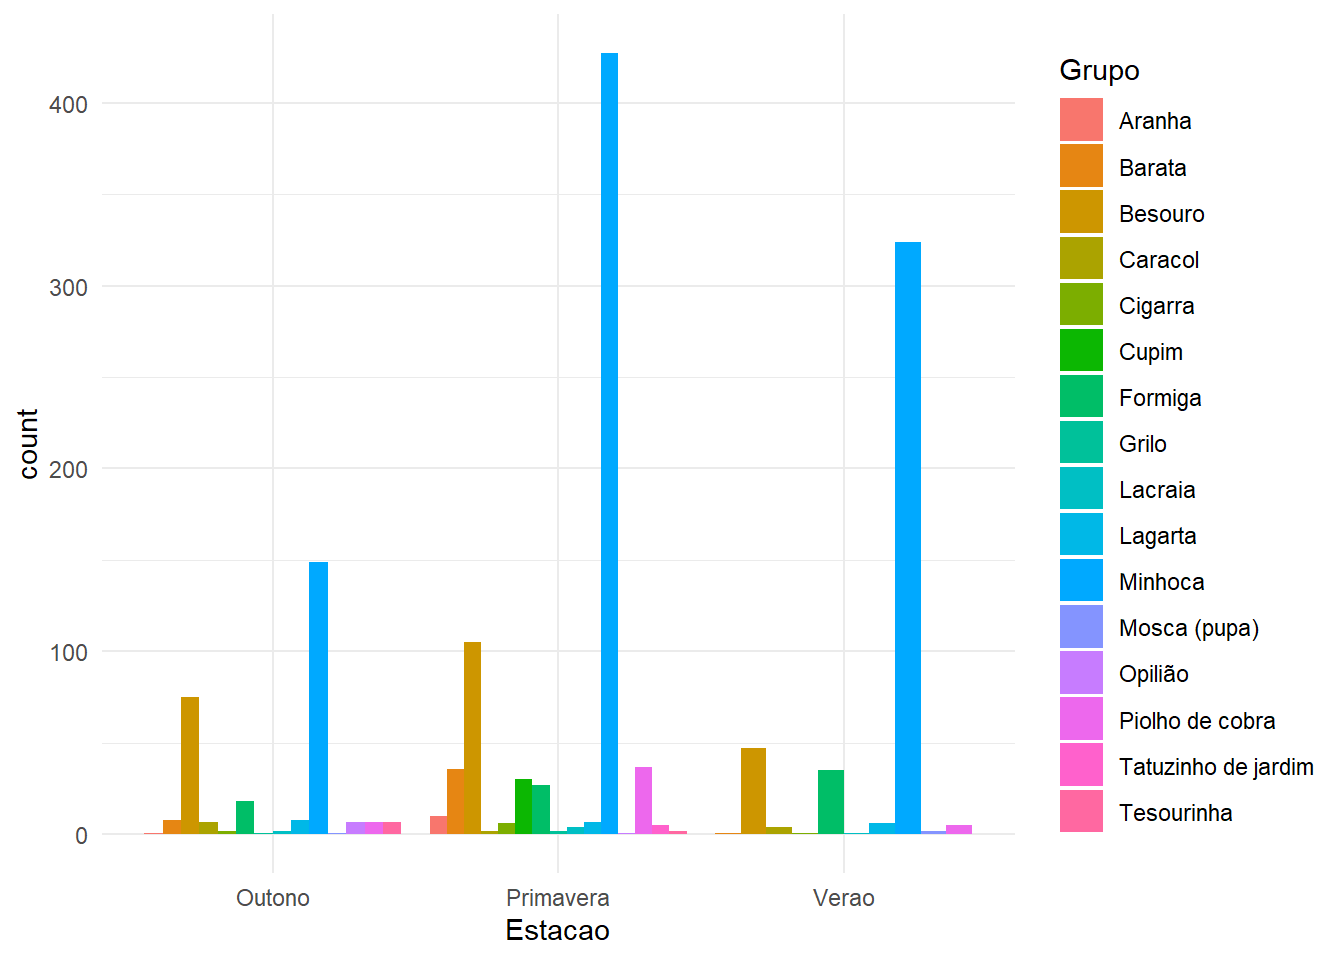 Grupo
Aranha
Barata
Besouro
Caracol
Cigarra
Cupim
Formiga
Grilo
Lacraia
Lagarta
Minhoca
Mosca (pupa)
Opilião
Piolho de cobra
Tatuzinho de jardim
Tesourinha
count
400
300
200
100
0
Outono Primavera Verao
Estacao